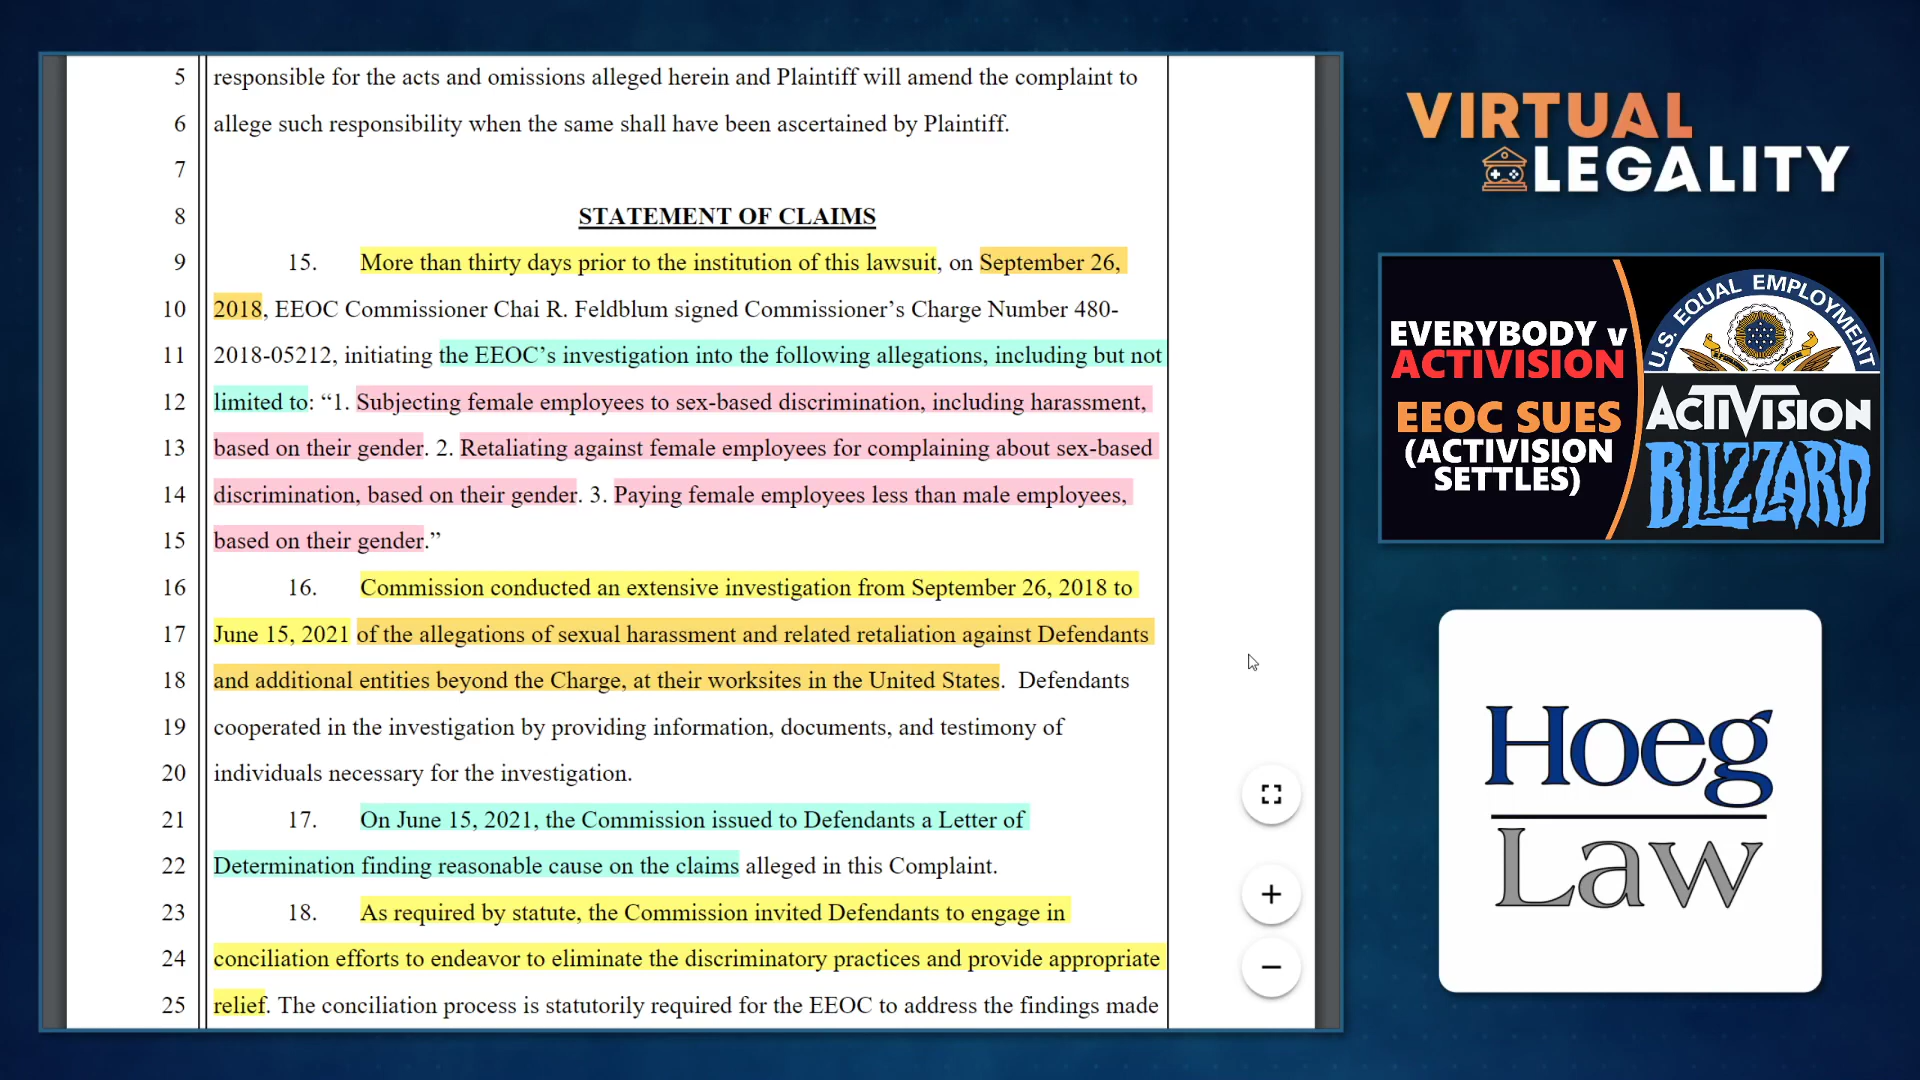 5 responsible for the acts and omissions alleged herein and Plaintiff will amend the complaint to
6 allege such responsibility when the same shall have been ascertained by Plaintiff.
7
8 STATEMENT OF CLAIMS
9 15. More than thirty days prior to the institution of this lawsuit, on September 26,
10 2018, EEOC Commissioner Chai R. Feldblum signed Commissioner’s Charge Number 480-
11 2018-05212, initiating the EEOC’s investigation into the following allegations, including but not
12 limited to: “1. Subjecting female employees to sex-based discrimination, including harassment,
13 based on their gender. 2. Retaliating against female employees for complaining about sex-based
14 discrimination, based on their gender. 3. Paying female employees less than male employees,
15 based on their gender.”
16 16. Commission conducted an extensive investigation from September 26, 2018 to
17 June 15, 2021 of the allegations of sexual harassment and related retaliation against Defendants
18 and additional entities beyond the Charge, at their worksites in the United States. Defendants
19 cooperated in the investigation by providing information, documents, and testimony of
20 individuals necessary for the investigation.
21 17. On June 15, 2021, the Commission issued to Defendants a Letter of
22 Determination finding reasonable cause on the claims alleged in this Complaint.
23 18. As required by statute, the Commission invited Defendants to engage in
24 conciliation efforts to endeavor to eliminate the discriminatory practices and provide appropriate
25 relief. The conciliation process is statutorily required for the EEOC to address the findings made
VIRTUAL
LEGALITY
EVERYBODY v
ACTIVISION
EEOC SUES
(ACTIVISION
SETTLES)
U.S. EQUAL EMPLOYMENT
ACTIVISION
BLIZZARD
Hoeg
Law